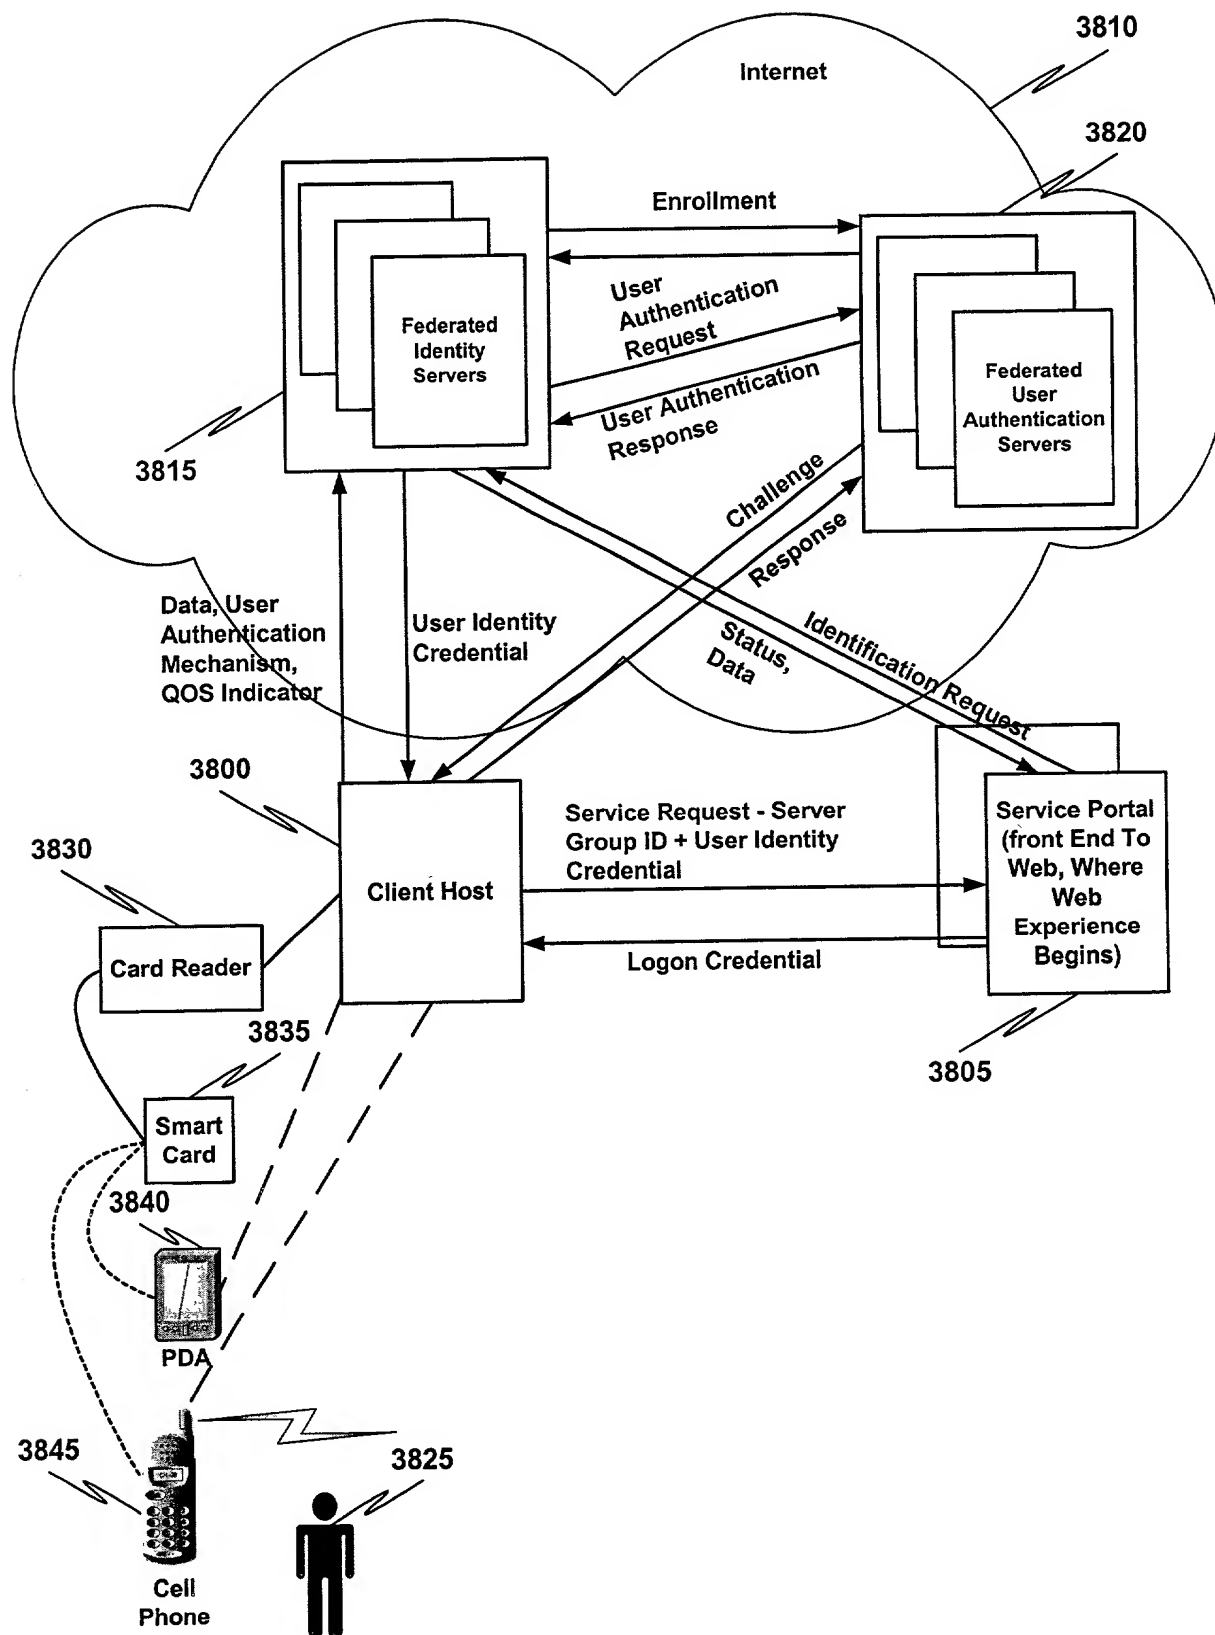 3810
Internet
3820
Enrollment
User
Authentication
Request
Federated
Identity
Servers
Federated
User
Authentication
Servers
User Authentication
Response
3815
Challenge
Response
Data, User
Authentication
Mechanism,
QOS Indicator
User Identity
Credential
Identification Request
Status,
Data
3800
Service Request - Server
Group ID + User Identity
Credential
Service Portal
(front End To
Web, Where
Web
Experience
Begins)
3830
Client Host
Card Reader
Logon Credential
3835
3805
Smart
Card
3840
PDA
3845
3825
Cell
Phone